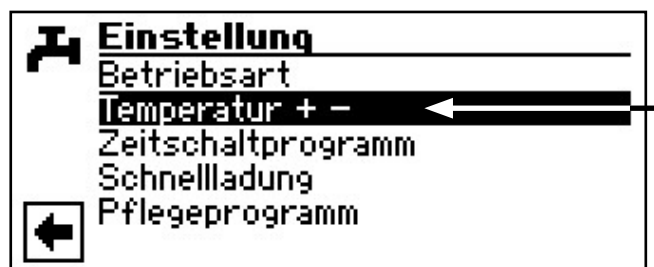 Einstellung
Betriebsart
Temperatur + −
Zeitschaltprogramm
Schnellladung
Pflegeprogramm